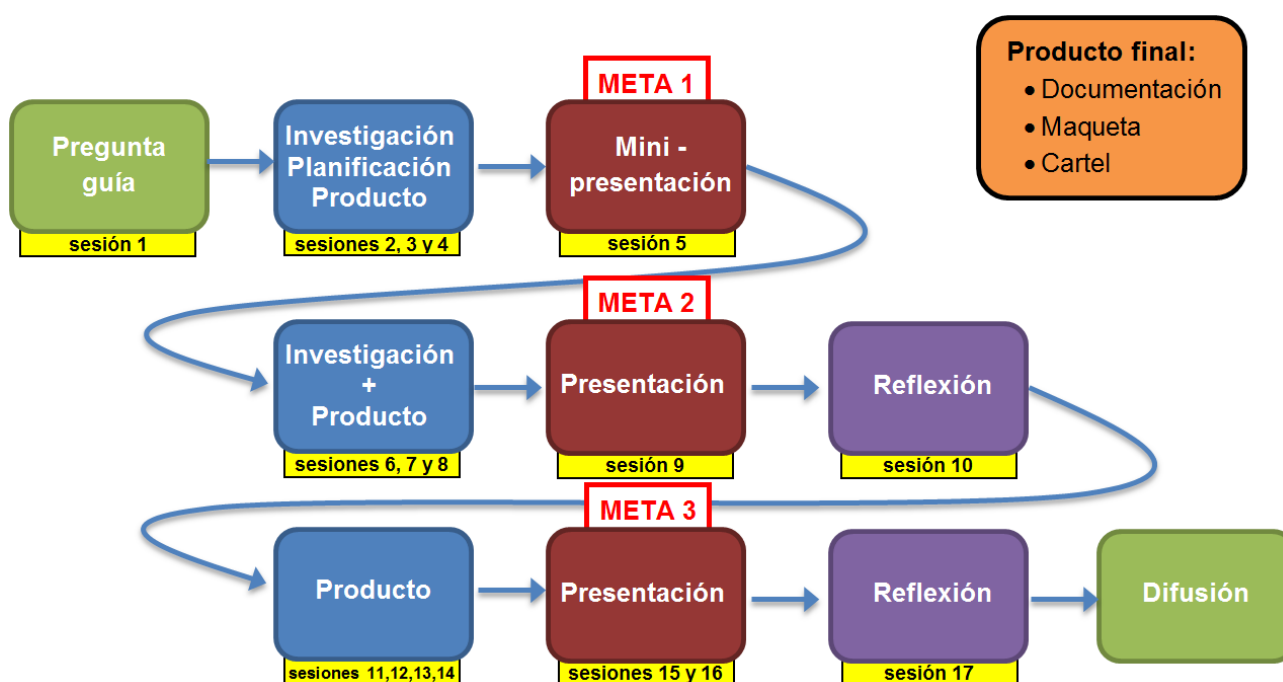 Producto final:
• Documentación
• Maqueta
• Cartel
META 1
Pregunta
guía
sesión 1
Investigación
Planificación
Producto
sesiones 2, 3 y 4
Mini -
presentación
sesión 5
META 2
Investigación
+
Producto
sesiones 6, 7 y 8
Presentación
sesión 9
Reflexión
sesión 10
META 3
Producto
sesiones 11,12,13,14
Presentación
sesiones 15 y 16
Reflexión
sesión 17
Difusión